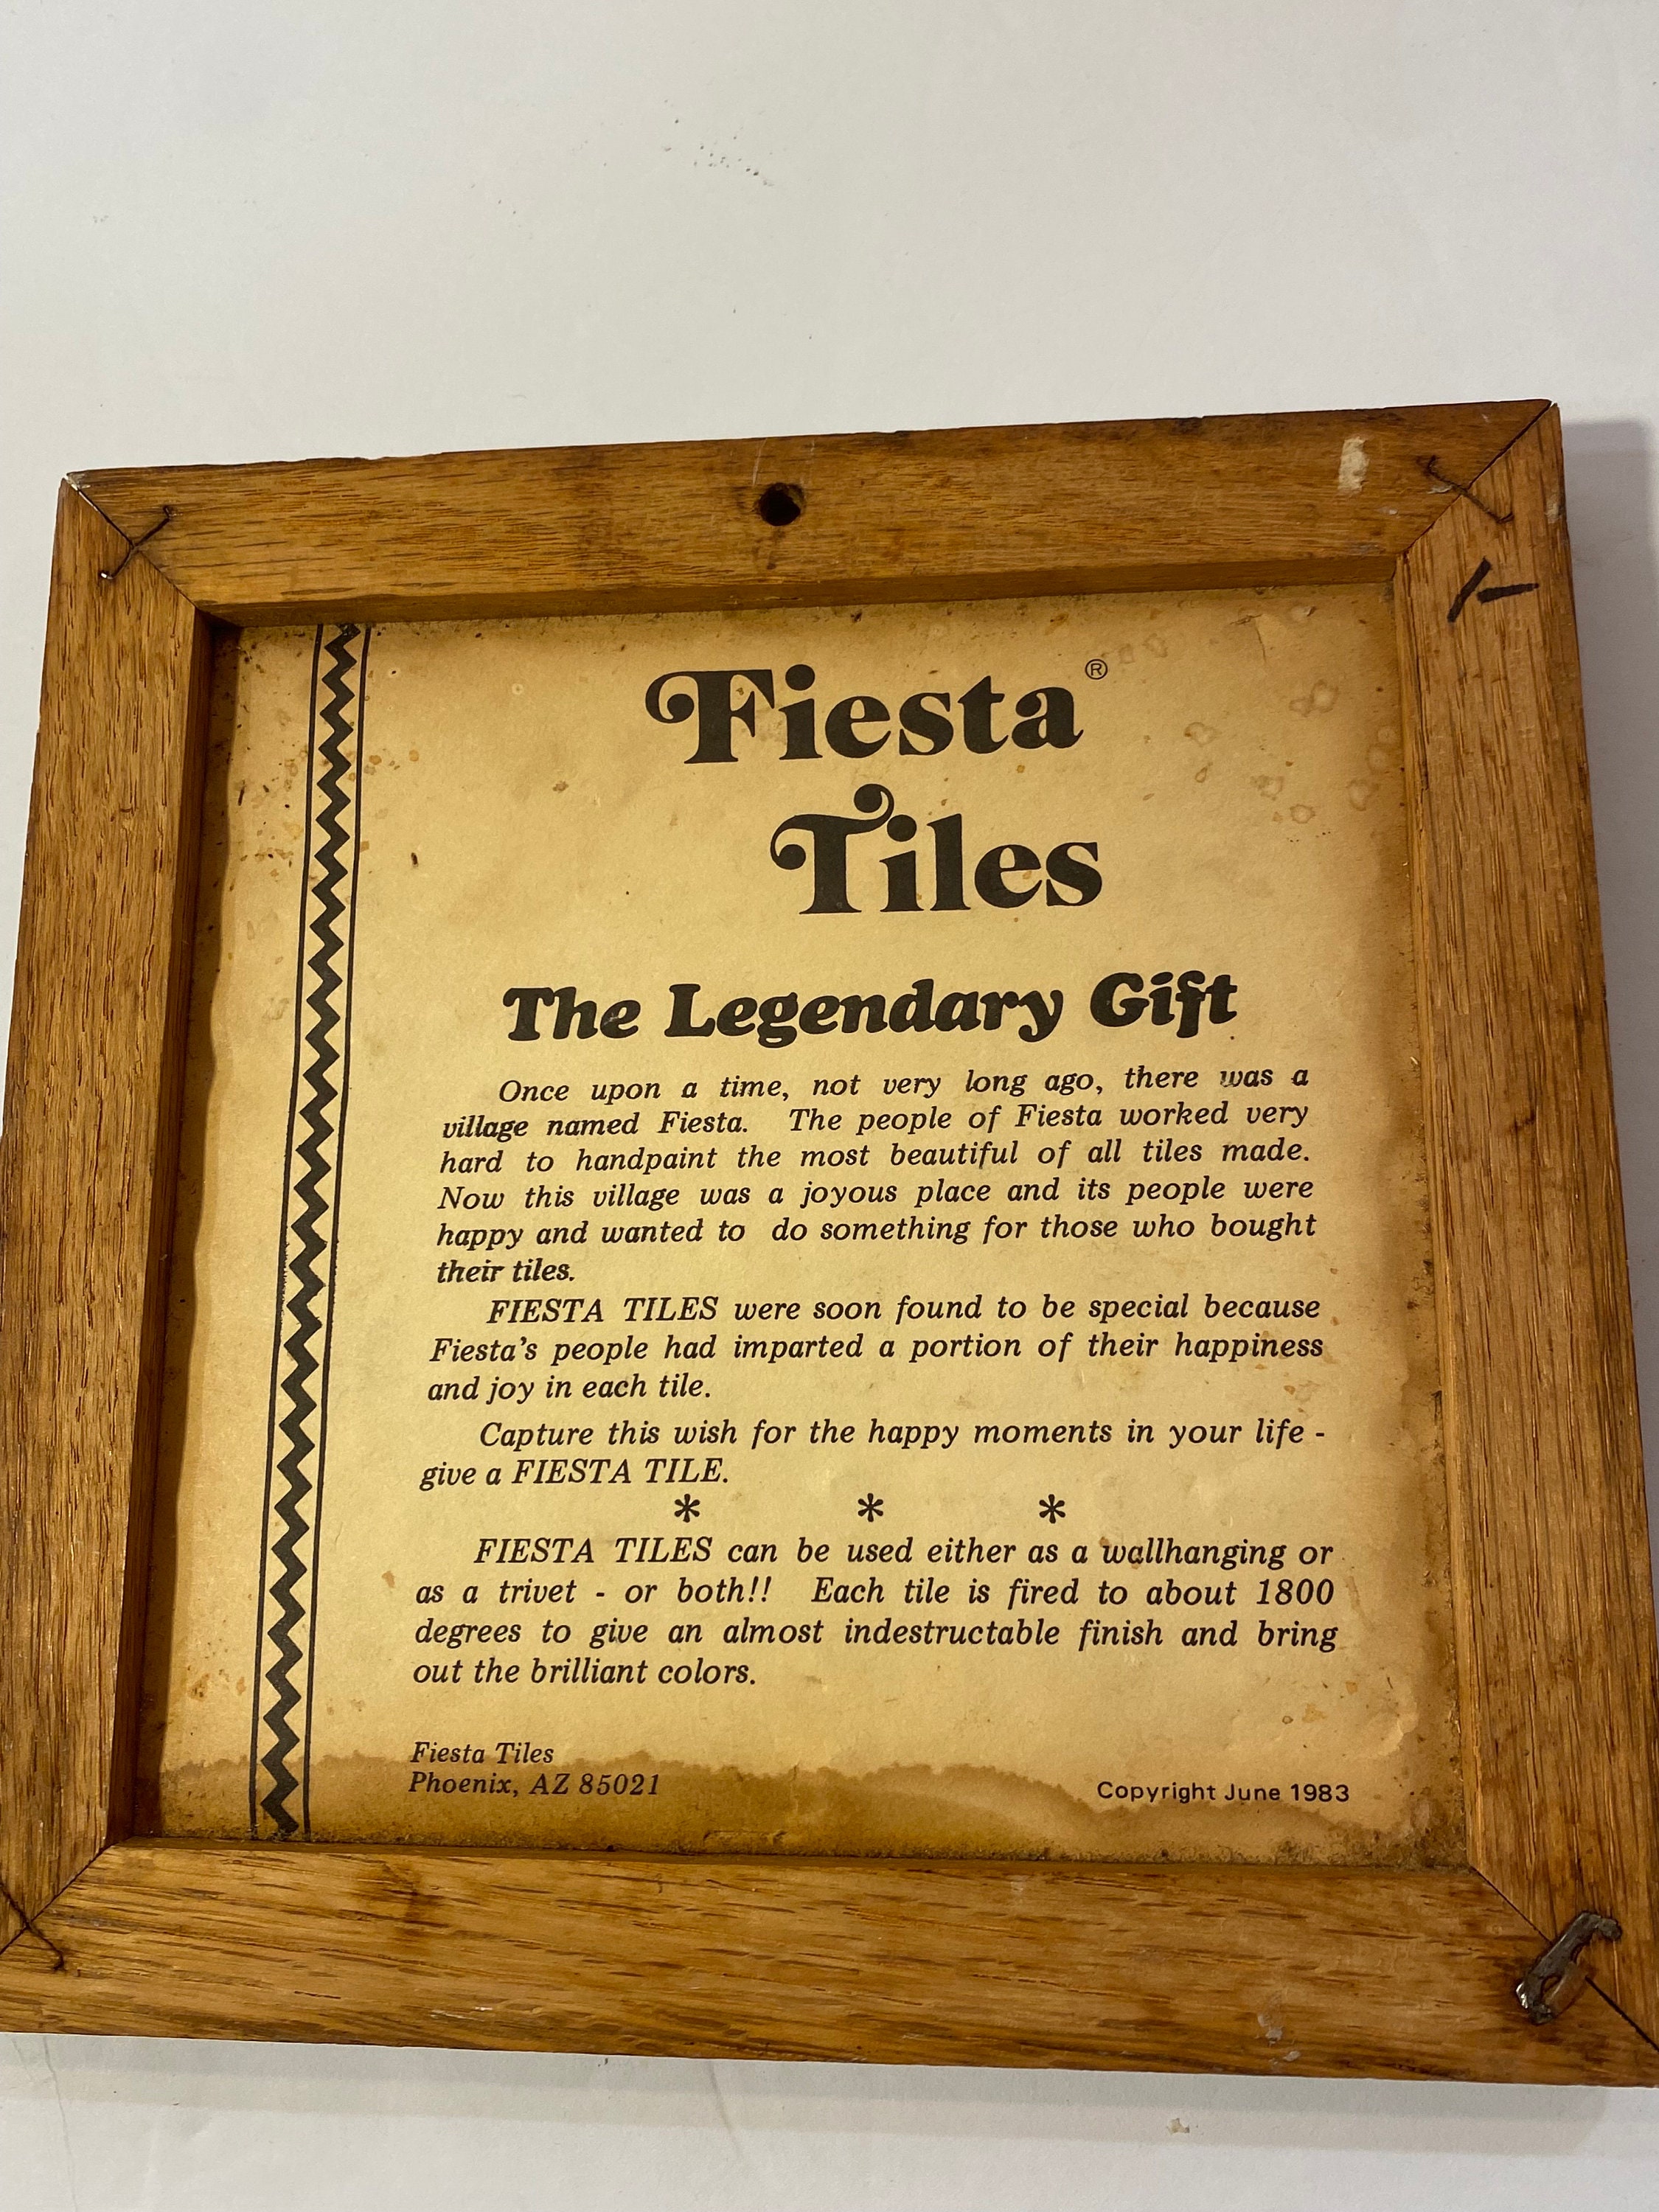 Fiesta®
Tiles
The Legendary Gift
Once upon a time, not very long ago, there was a
village named Fiesta. The people of Fiesta worked very
hard to handpaint the most beautiful of all tiles made.
Now this village was a joyous place and its people were
happy and wanted to do something for those who bought
their tiles.
FIESTA TILES were soon found to be special because
Fiesta's people had imparted a portion of their happiness
and joy in each tile.
Capture this wish for the happy moments in your life -
give a FIESTA TILE.
* * *
FIESTA TILES can be used either as a wallhanging or
as a trivet - or both!! Each tile is fired to about 1800
degrees to give an almost indestructable finish and bring
out the brilliant colors.
Fiesta Tiles
Phoenix, AZ 85021
Copyright June 1983